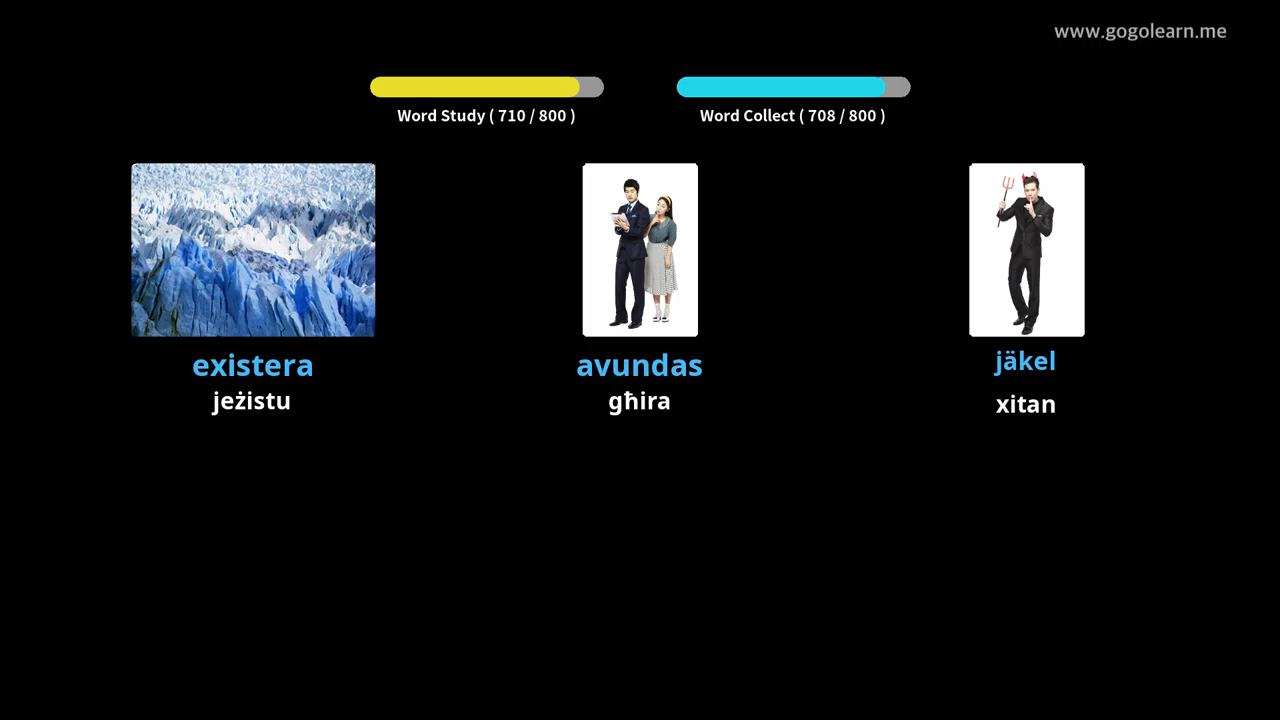 www.gogolearn.me
Word Study ( 710 / 800 )
Word Collect ( 708 / 800 )
existera
jeżistu
avundas
għira
jäkel
xitan